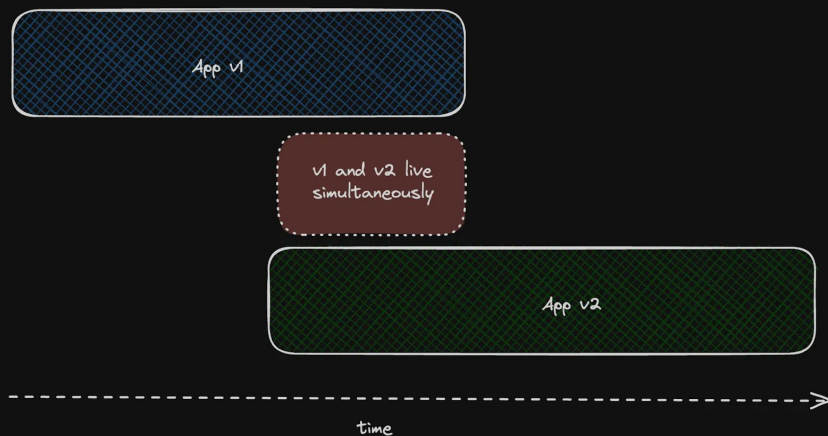 App v1
v1 and v2 live
simultaneously
App v2
time